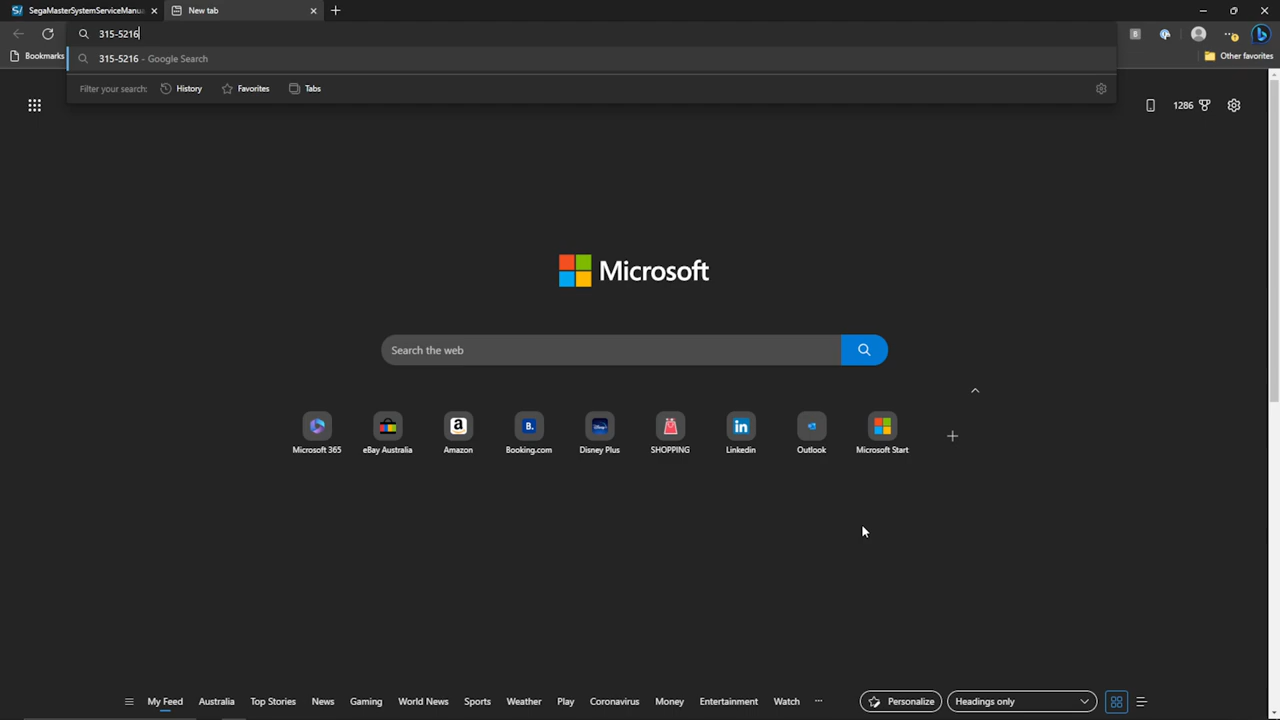 SegaMasterSystemServiceManu
New tab
315-5216
315-5216 - Google Search
Bookmarks
Other favorites
Filter your search:
History
Favorites
Tabs
1286
Microsoft
Search the web
Microsoft 365
eBay Australia
Amazon
Booking.com
Disney Plus
SHOPPING
Linkedin
Outlook
Microsoft Start
My Feed
Australia
Top Stories
News
Gaming
World News
Sports
Weather
Play
Coronavirus
Money
Entertainment
Watch
Personalize
Headings only